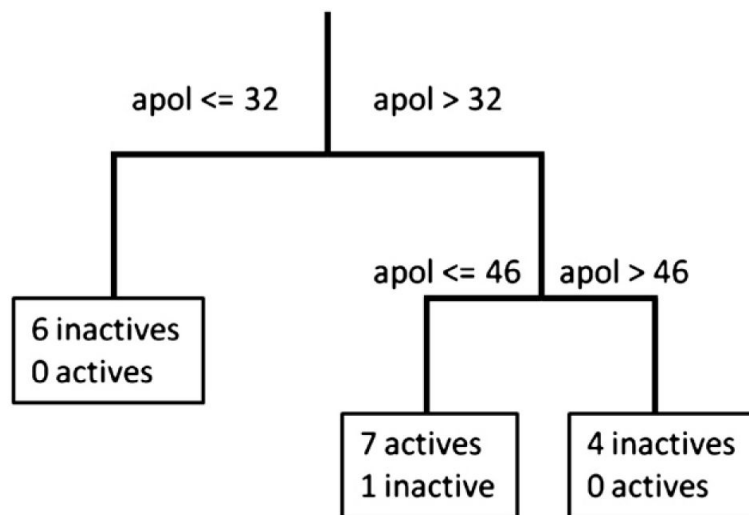 apol <= 32
apol > 32
apol <= 46
apol > 46
6 inactives
0 actives
7 actives
1 inactive
4 inactives
0 actives